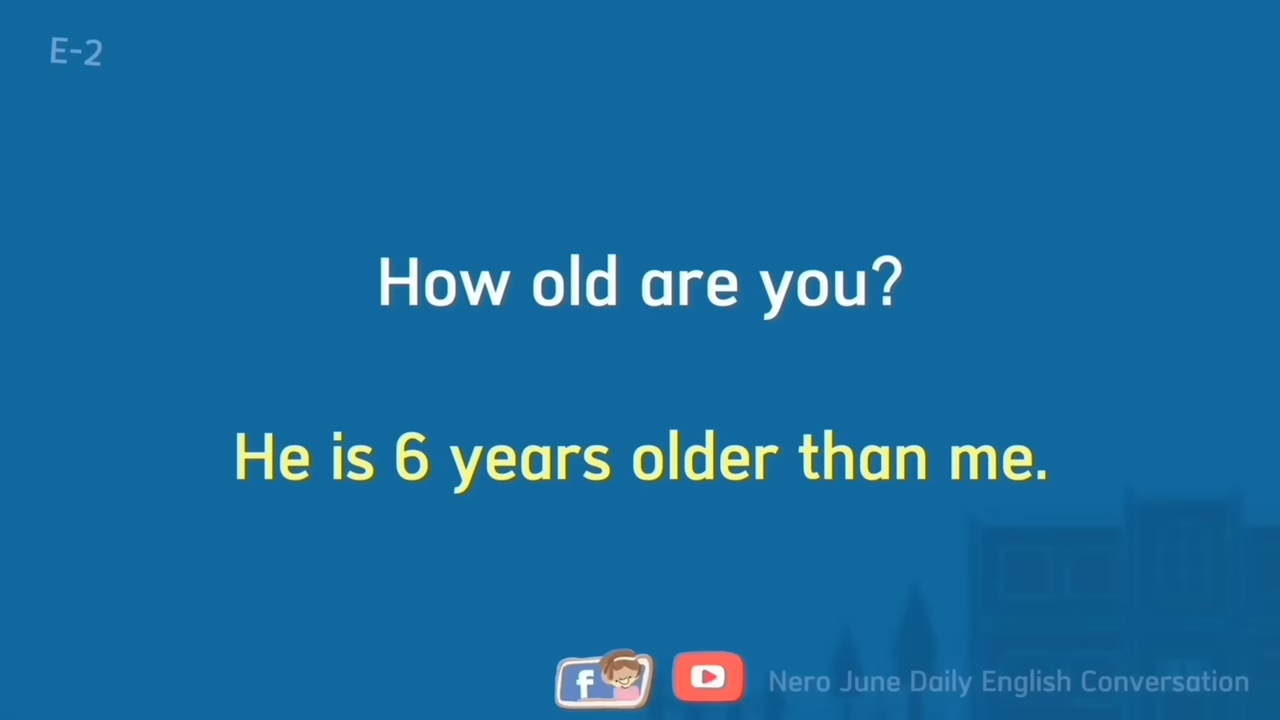 E-2
How old are you?
He is 6 years older than me.
f
Nero June Daily English Conversation